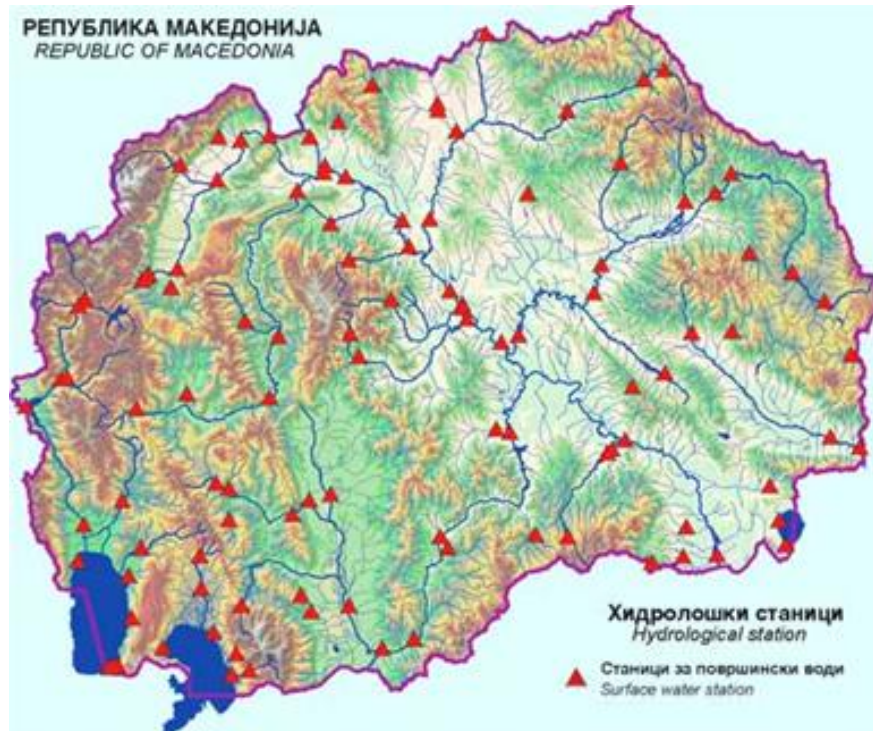 РЕПУБЛИКА МАКЕДОНИЈА
REPUBLIC OF MACEDONIA
Хидролошки станици
Hydrological station
Станици за површински води
Surface water station